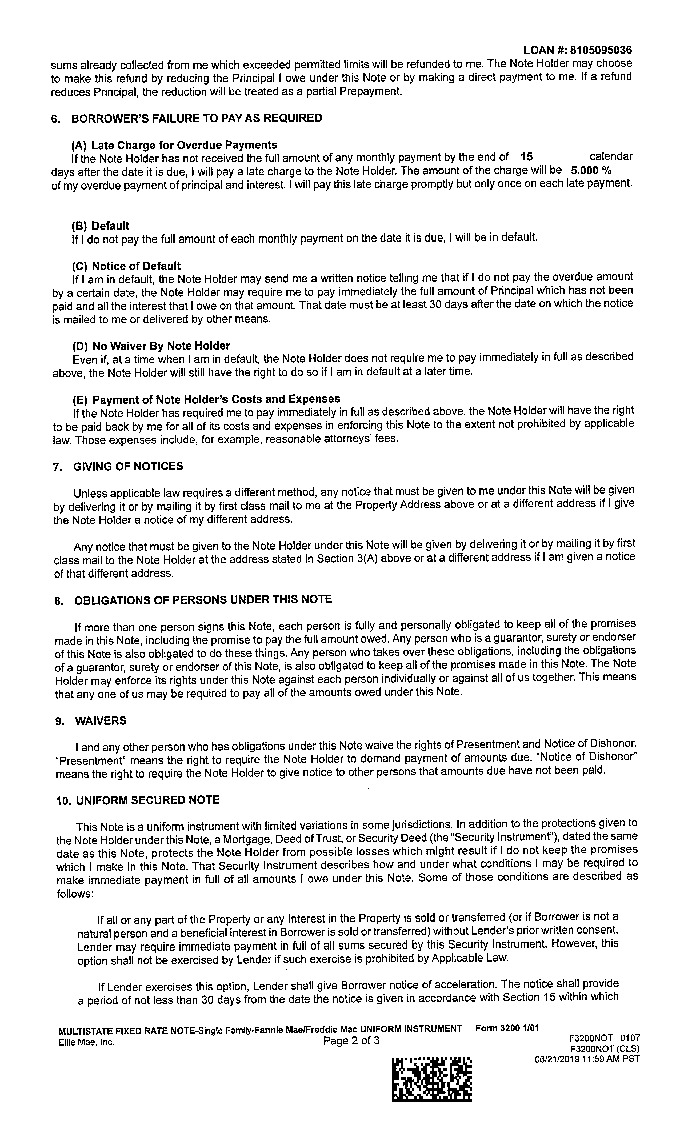 LOAN #: 8105095036
sums already collected from me which exceeded permitted limits will be refunded to me. The Note Holder may choose
to make this refund by reducing the Principal I owe under this Note or by making a direct payment to me. If a refund
reduces Principal, the reduction will be treated as a partial Prepayment.
6. BORROWER'S FAILURE TO PAY AS REQUIRED
(A) Late Charge for Overdue Payments
If the Note Holder has not received the full amount of any monthly payment by the end of 15 calendar
days after the date it is due, I will pay a late charge to the Note Holder. The amount of the charge will be 5.000 %
of my overdue payment of principal and interest. I will pay this late charge promptly but only once on each late payment.
(B) Default
If I do not pay the full amount of each monthly payment on the date it is due, I will be in default.
(C) Notice of Default
If I am in default, the Note Holder may send me a written notice telling me that if I do not pay the overdue amount
by a certain date, the Note Holder may require me to pay immediately the full amount of Principal which has not been
paid and all the interest that I owe on that amount. That date must be at least 30 days after the date on which the notice
is mailed to me or delivered by other means.
(D) No Waiver By Note Holder
Even if, at a time when I am in default, the Note Holder does not require me to pay immediately in full as described
above, the Note Holder will still have the right to do so if I am in default at a later time.
(E) Payment of Note Holder's Costs and Expenses
If the Note Holder has required me to pay immediately in full as described above, the Note Holder will have the right
to be paid back by me for all of its costs and expenses in enforcing this Note to the extent not prohibited by applicable
law. Those expenses include, for example, reasonable attorneys' fees.
7. GIVING OF NOTICES
Unless applicable law requires a different method, any notice that must be given to me under this Note will be given
by delivering it or by mailing it by first class mail to me at the Property Address above or at a different address if I give
the Note Holder a notice of my different address.
Any notice that must be given to the Note Holder under this Note will be given by delivering it or by mailing it by first
class mail to the Note Holder at the address stated in Section 3(A) above or at a different address if I am given a notice
of that different address.
8. OBLIGATIONS OF PERSONS UNDER THIS NOTE
If more than one person signs this Note, each person is fully and personally obligated to keep all of the promises
made in this Note, including the promise to pay the full amount owed. Any person who is a guarantor, surety or endorser
of this Note is also obligated to do these things. Any person who takes over these obligations, including the obligations
of a guarantor, surety or endorser of this Note, is also obligated to keep all of the promises made in this Note. The Note
Holder may enforce its rights under this Note against each person individually or against all of us together. This means
that any one of us may be required to pay all of the amounts owed under this Note.
9. WAIVERS
I and any other person who has obligations under this Note waive the rights of Presentment and Notice of Dishonor.
"Presentment" means the right to require the Note Holder to demand payment of amounts due. "Notice of Dishonor"
means the right to require the Note Holder to give notice to other persons that amounts due have not been paid.
10. UNIFORM SECURED NOTE
This Note is a uniform instrument with limited variations in some jurisdictions. In addition to the protections given to
the Note Holder under this Note, a Mortgage, Deed of Trust, or Security Deed (the "Security Instrument"), dated the same
date as this Note, protects the Note Holder from possible losses which might result if I do not keep the promises
which I make in this Note. That Security Instrument describes how and under what conditions I may be required to
make immediate payment in full of all amounts I owe under this Note. Some of those conditions are described as
follows:
If all or any part of the Property or any Interest in the Property is sold or transferred (or if Borrower is not a
natural person and a beneficial interest in Borrower is sold or transferred) without Lender's prior written consent,
Lender may require immediate payment in full of all sums secured by this Security Instrument. However, this
option shall not be exercised by Lender if such exercise is prohibited by Applicable Law.
If Lender exercises this option, Lender shall give Borrower notice of acceleration. The notice shall provide
a period of not less than 30 days from the date the notice is given in accordance with Section 15 within which
MULTISTATE FIXED RATE NOTE-Single Family-Fannie Mae/Freddie Mac UNIFORM INSTRUMENT Form 3200 1/01
Ellie Mae, Inc. Page 2 of 3 F3200NOT 0107
F3200NOT (CLS)
03/21/2019 11:59 AM PST